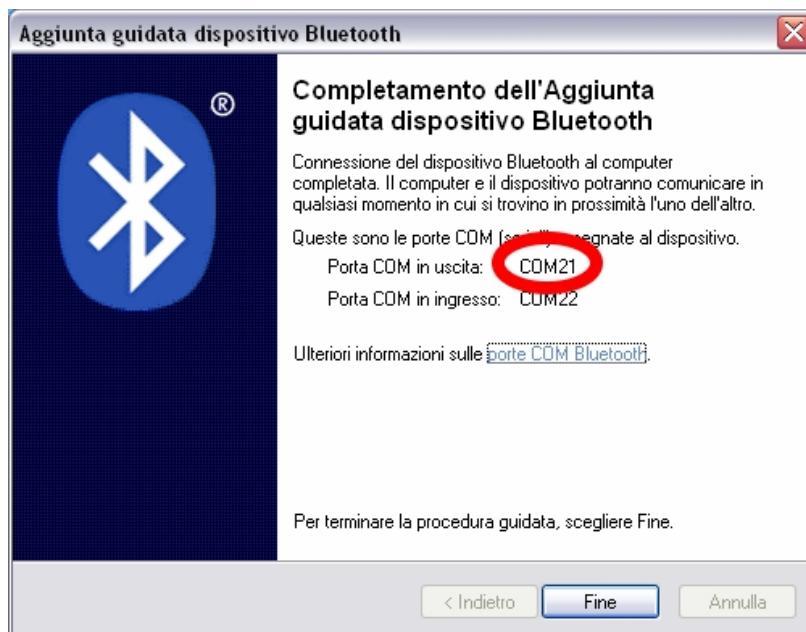 Aggiunta guidata dispositivo Bluetooth
®
Completamento dell'Aggiunta
guidata dispositivo Bluetooth
Connessione del dispositivo Bluetooth al computer
completata. Il computer e il dispositivo potranno comunicare in
qualsiasi momento in cui si trovino in prossimità l'uno dell'altro.
Queste sono le porte COM al dispositivo.
Porta COM in uscita: COM21
Porta COM in ingresso: COM22
Ulteriori informazioni sulle porte COM Bluetooth.
Per terminare la procedura guidata, scegliere Fine.
< Indietro Fine Annulla